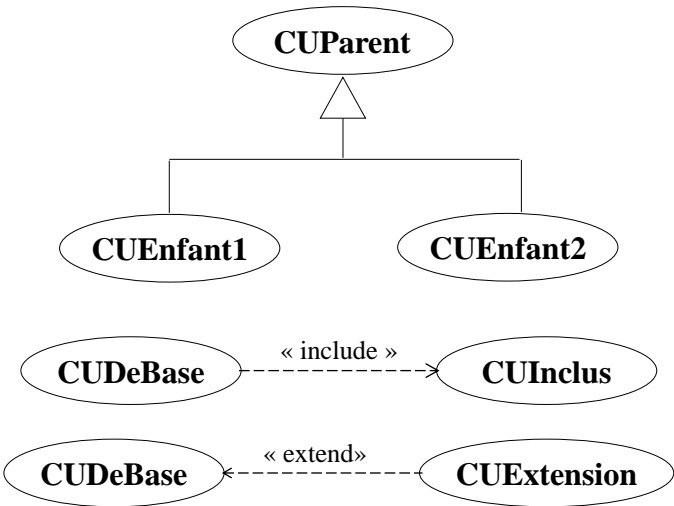 CUParent
CUEnfant1 CUEnfant2
« include »
CUDeBase CUInclus
« extend»
CUDeBase CUExtension